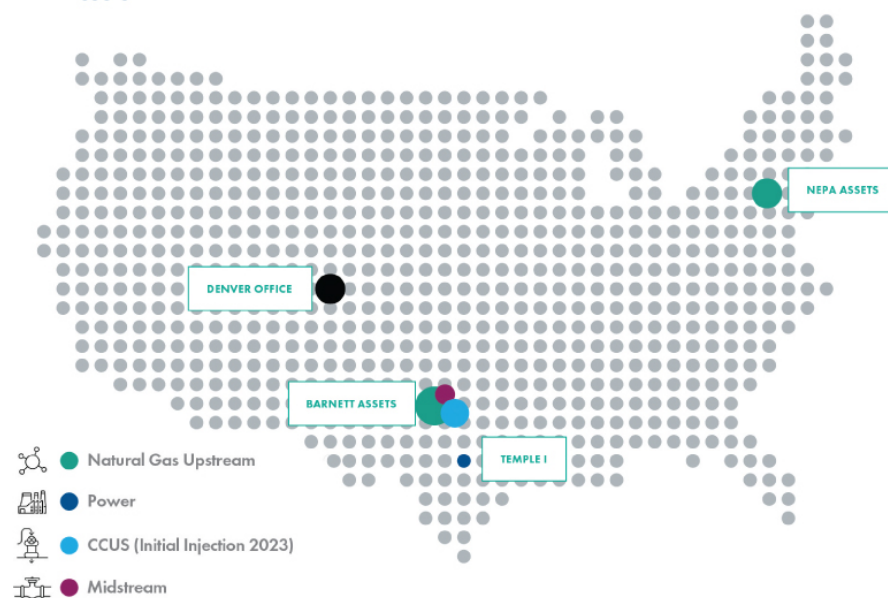 NEPA ASSETS
DENVER OFFICE
BARNETT ASSETS
TEMPLE I
Natural Gas Upstream
Power
CCUS (Initial Injection 2023)
Midstream